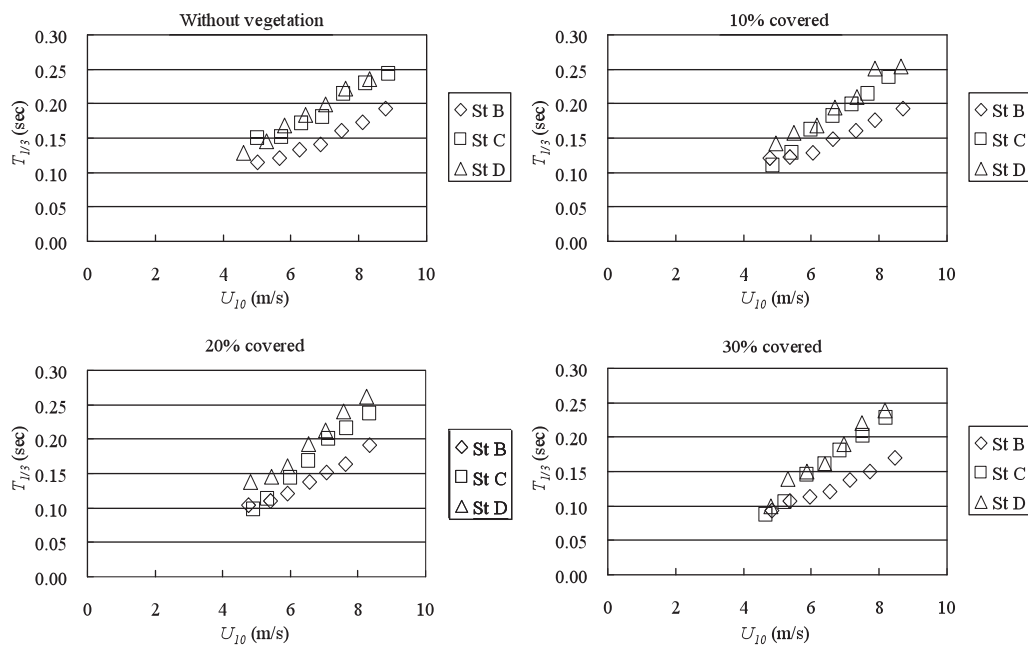 Without vegetation
0.30
0.25
0.20
0.15
0.10
0.05
0.00
T1/3 (sec)
0 2 4 6 8 10
U10 (m/s)
St B
St C
St D
10% covered
0.30
0.25
0.20
0.15
0.10
0.05
0.00
T1/3 (sec)
0 2 4 6 8 10
U10 (m/s)
St B
St C
St D
20% covered
0.30
0.25
0.20
0.15
0.10
0.05
0.00
T1/3 (sec)
0 2 4 6 8 10
U10 (m/s)
St B
St C
St D
30% covered
0.30
0.25
0.20
0.15
0.10
0.05
0.00
T1/3 (sec)
0 2 4 6 8 10
U10 (m/s)
St B
St C
St D